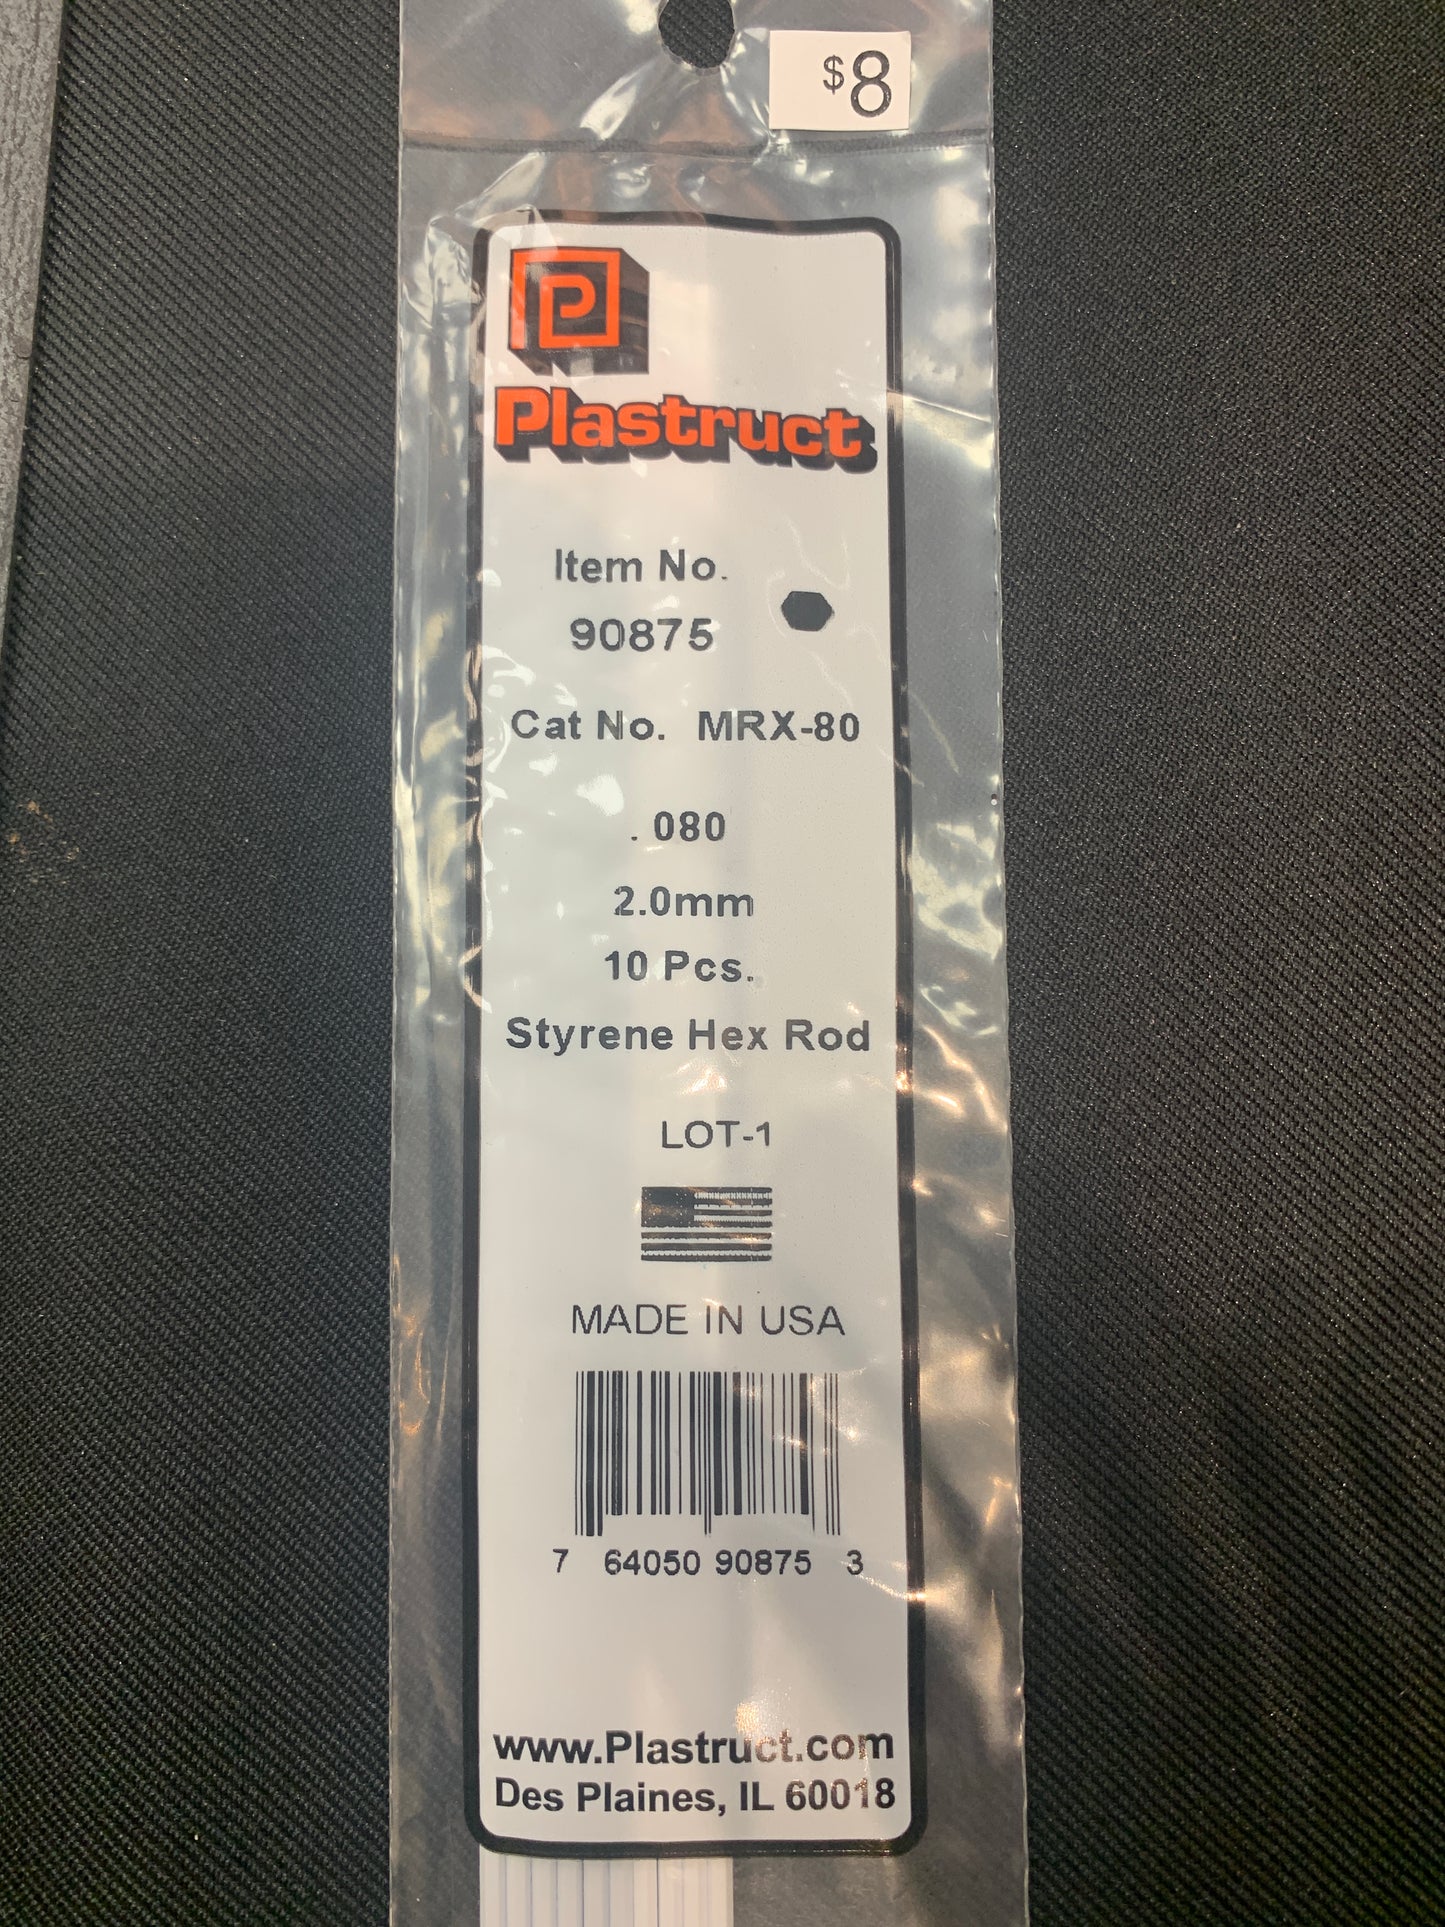 $8
P
Plastruct
Item No.
90875
Cat No. MRX-80
.080
2.0mm
10 Pcs.
Styrene Hex Rod
LOT-1
MADE IN USA
7 64050 90875 3
www.Plastruct.com
Des Plaines, IL 60018